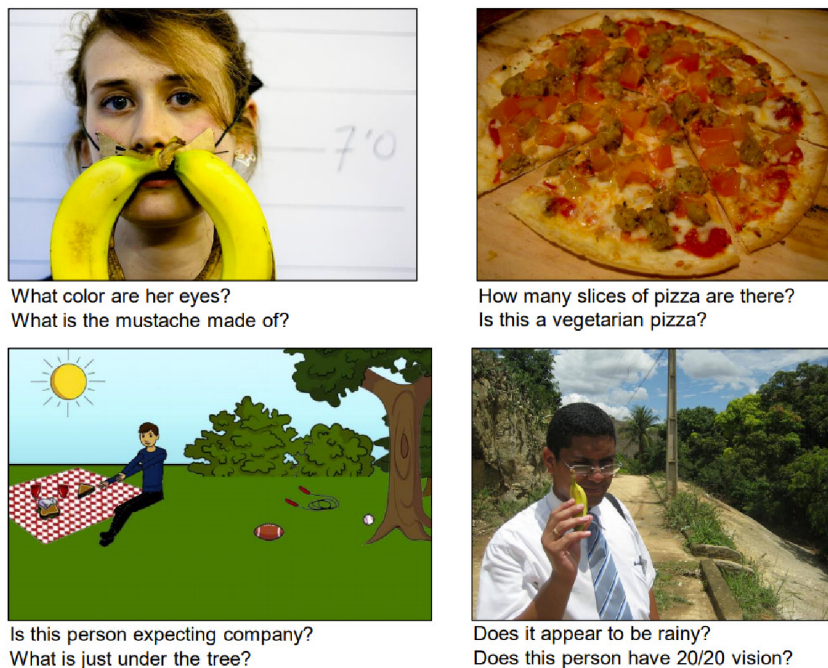 7'0
What color are her eyes?
What is the mustache made of?
How many slices of pizza are there?
Is this a vegetarian pizza?
Is this person expecting company?
What is just under the tree?
Does it appear to be rainy?
Does this person have 20/20 vision?